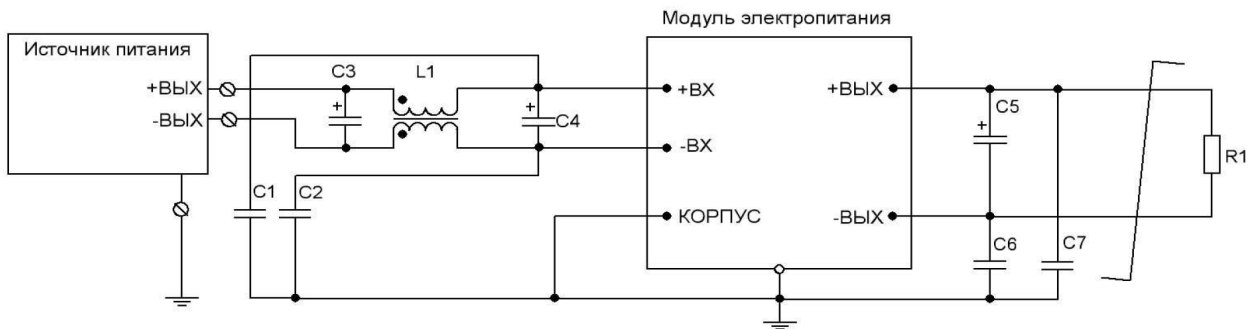 Модуль электропитания
Источник питания
+ВЫХ
-ВЫХ
C3
+
L1
+
C4
C1
C2
+ВХ
-ВХ
КОРПУС
+ВЫХ
-ВЫХ
C5
+
C6
C7
R1